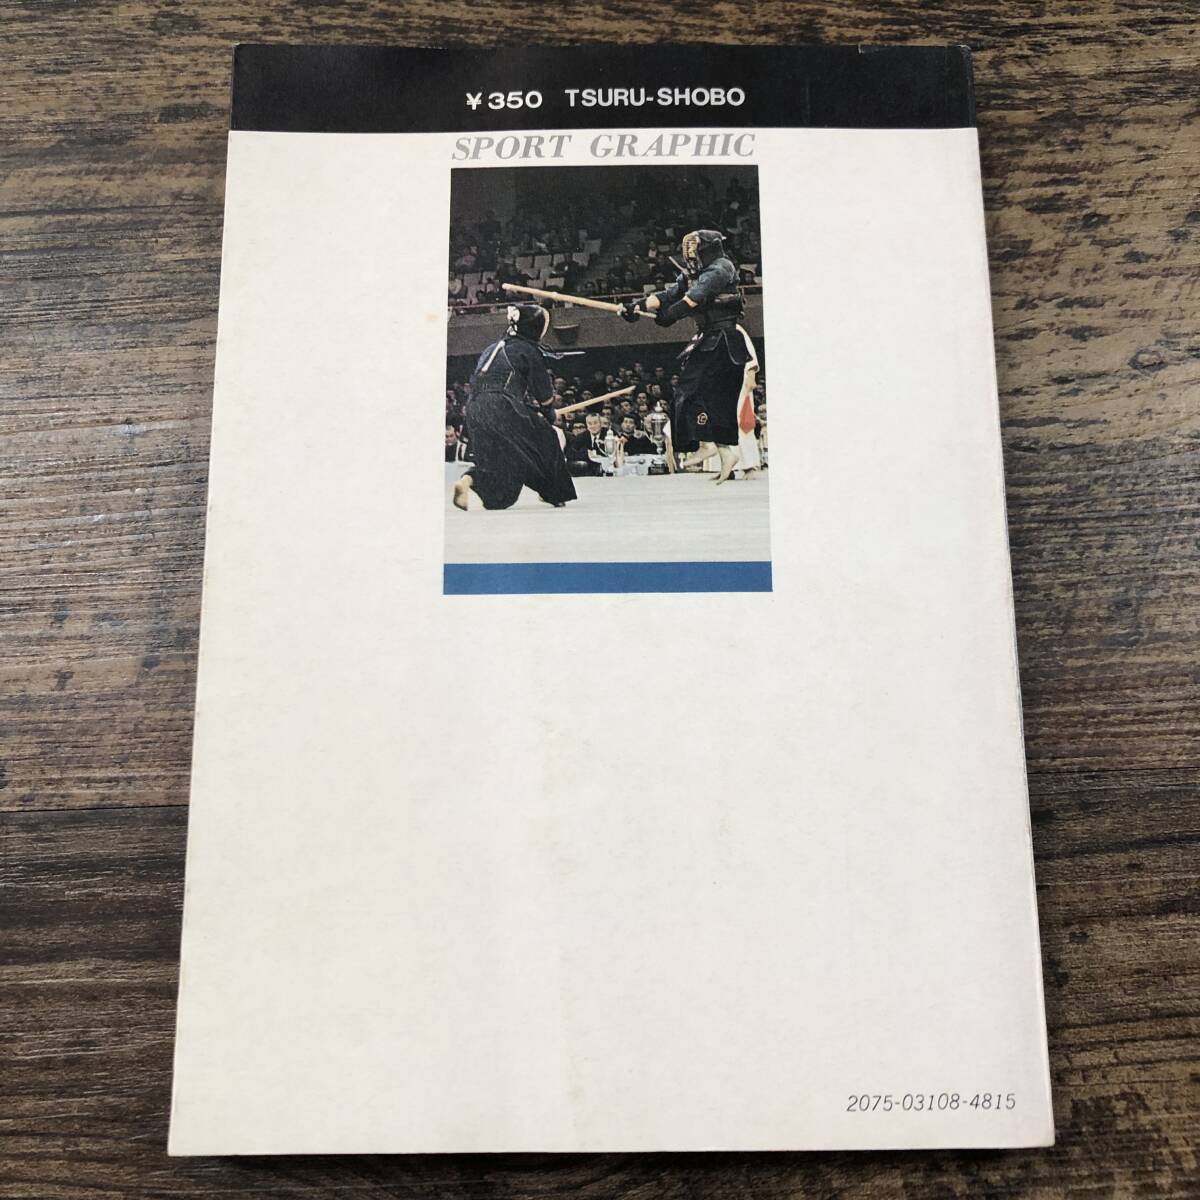 ¥350 TSURU-SHOBO
SPORT GRAPHIC
2075-03108-4815